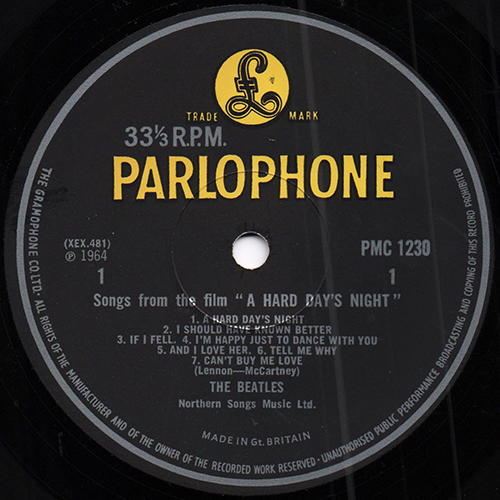 £
TRADE MARK
33⅓ R.P.M.
PARLOPHONE
(XEX.481)
℗ 1964
PMC 1230
1
1
Songs from the film "A HARD DAY'S NIGHT"
1. A HARD DAY'S NIGHT
2. I SHOULD HAVE KNOWN BETTER
3. IF I FELL. 4. I'M HAPPY JUST TO DANCE WITH YOU
5. AND I LOVE HER. 6. TELL ME WHY
7. CAN'T BUY ME LOVE
(Lennon—McCartney)
THE BEATLES
Northern Songs Music Ltd.
MADE IN Gt. BRITAIN
THE GRAMOPHONE CO. LTD. ALL RIGHTS OF THE MANUFACTURER AND OF THE OWNER OF THE RECORDED WORK RESERVED · UNAUTHORISED PUBLIC PERFORMANCE BROADCASTING AND COPYING OF THIS RECORD PROHIBITED